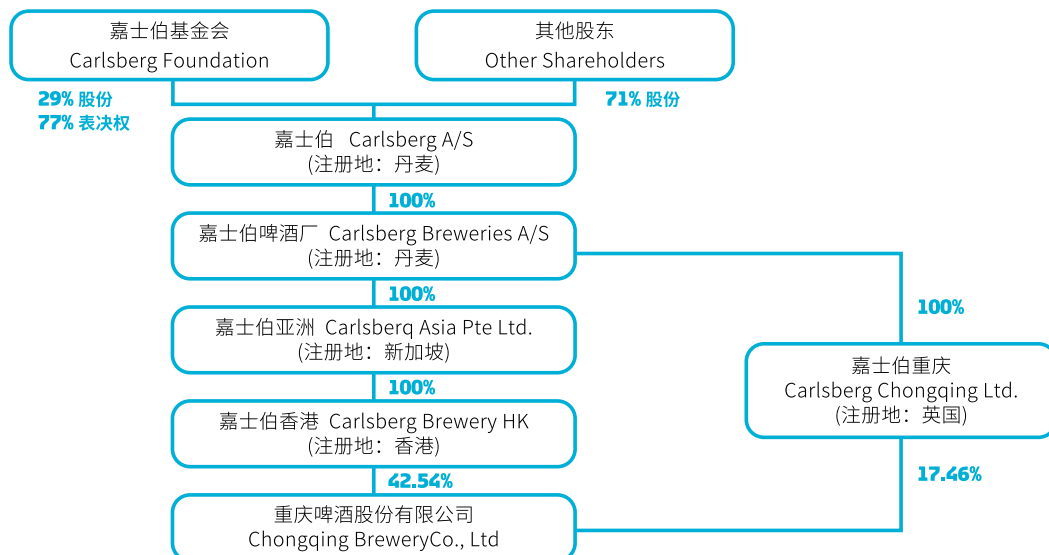 嘉士伯基金会
Carlsberg Foundation
其他股东
Other Shareholders
29% 股份
77% 表决权
71% 股份
嘉士伯 Carlsberg A/S
(注册地：丹麦)
100%
嘉士伯啤酒厂 Carlsberg Breweries A/S
(注册地：丹麦)
100%
嘉士伯亚洲 Carlsberq Asia Pte Ltd.
(注册地：新加坡)
100%
嘉士伯重庆
Carlsberg Chongqing Ltd.
(注册地：英国)
100%
嘉士伯香港 Carlsberg Brewery HK
(注册地：香港)
42.54%
17.46%
重庆啤酒股份有限公司
Chongqing BreweryCo., Ltd